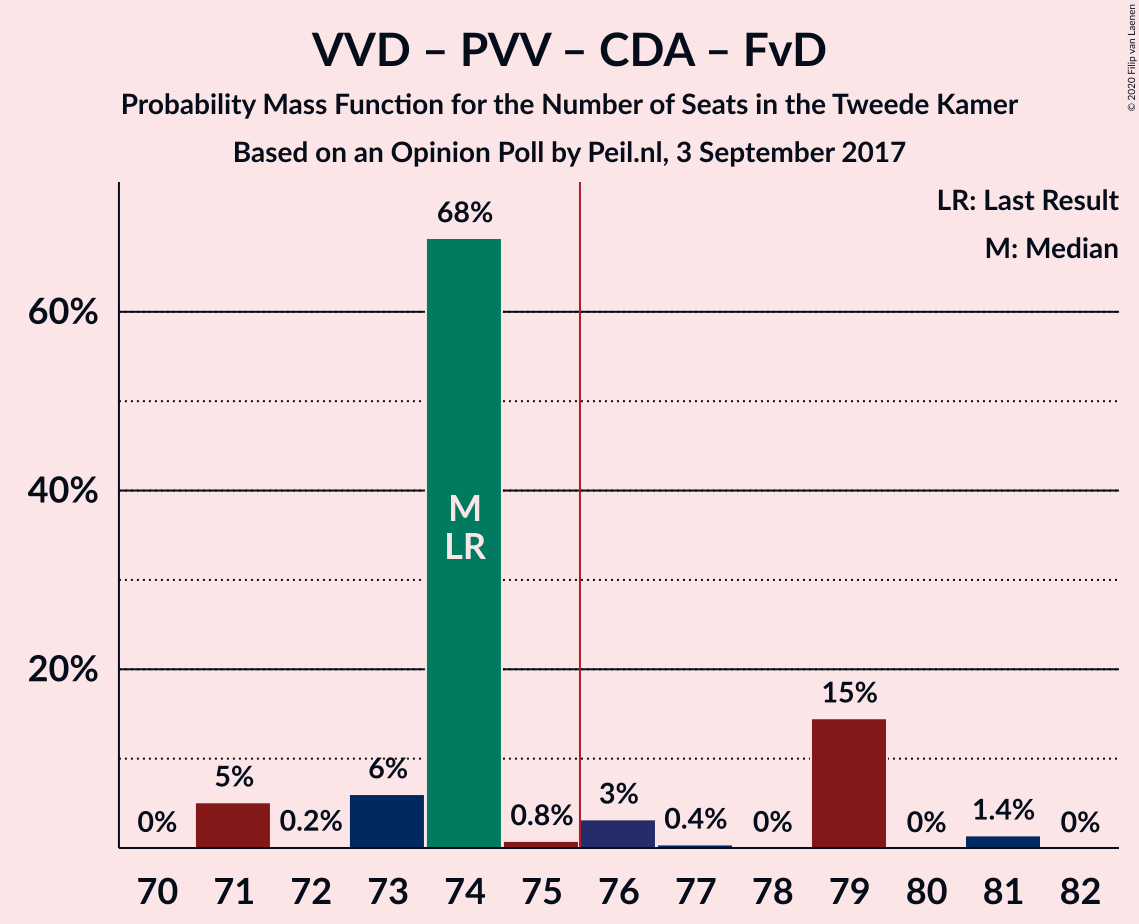 VVD – PVV – CDA – FvD
Probability Mass Function for the Number of Seats in the Tweede Kamer
Based on an Opinion Poll by Peil.nl, 3 September 2017
© 2020 Filip van Laenen
LR: Last Result
M: Median
68%
60%
40%
M
LR
20%
15%
6%
5%
3%
1.4%
0.8%
0.4%
0.2%
0%
0%
0%
0%
70 71 72 73 74 75 76 77 78 79 80 81 82